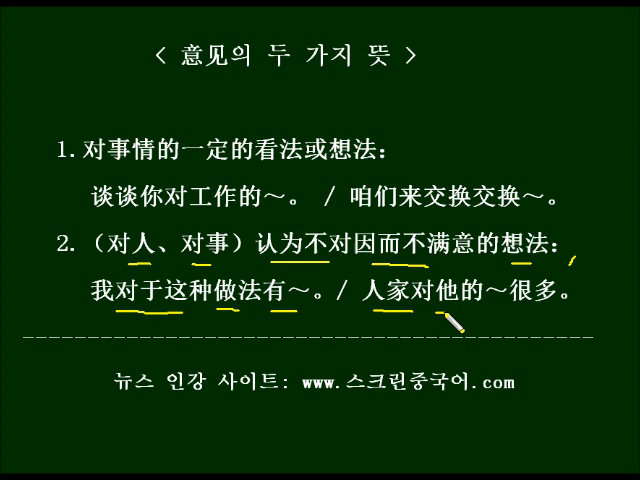 < 意见의 두 가지 뜻 >
1.对事情的一定的看法或想法：
谈谈你对工作的～。 / 咱们来交换交换～。
2.（对人、对事）认为不对因而不满意的想法：
我对于这种做法有～。/ 人家对他的～很多。
뉴스 인강 사이트: www.스크린중국어.com